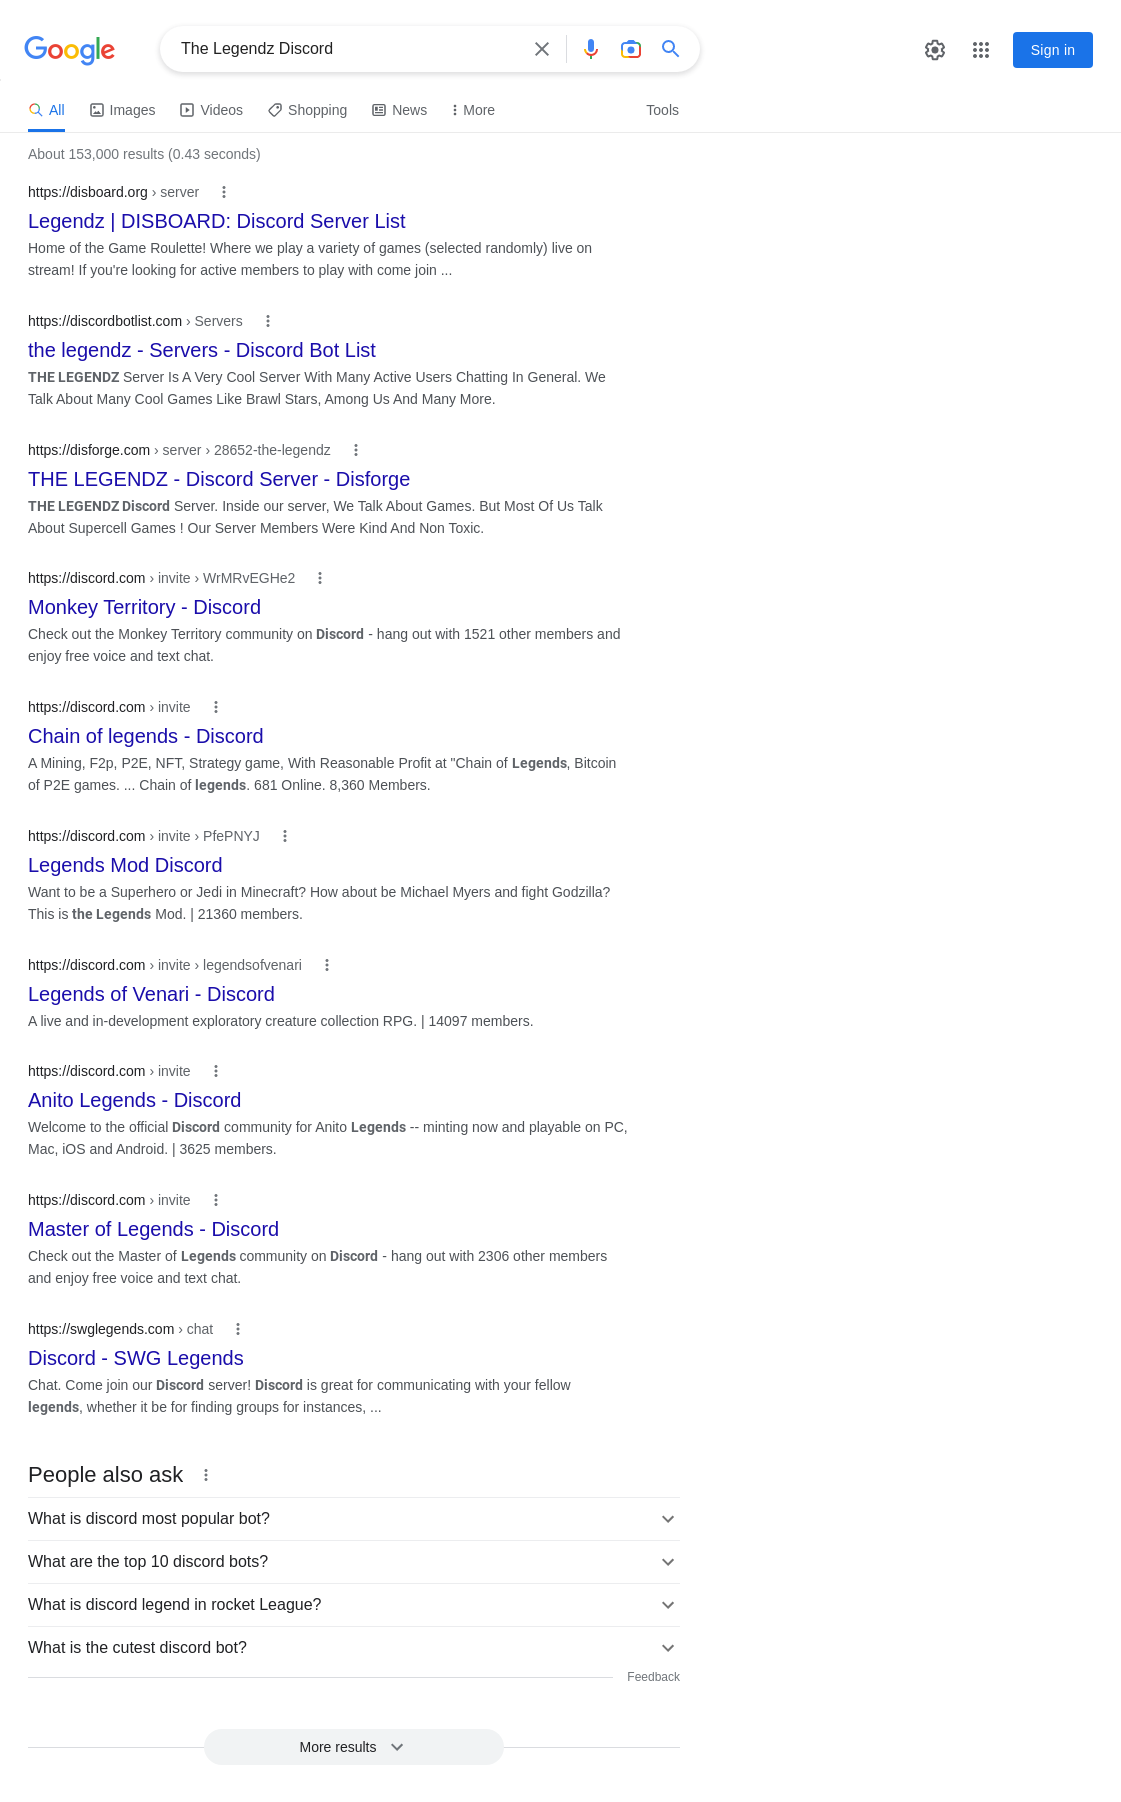 Google
The Legendz Discord
Sign in
All Images Videos Shopping News More Tools
About 153,000 results (0.43 seconds)
https://disboard.org › server
Legendz | DISBOARD: Discord Server List
Home of the Game Roulette! Where we play a variety of games (selected randomly) live on
stream! If you're looking for active members to play with come join ...
https://discordbotlist.com › Servers
the legendz - Servers - Discord Bot List
THE LEGENDZ Server Is A Very Cool Server With Many Active Users Chatting In General. We
Talk About Many Cool Games Like Brawl Stars, Among Us And Many More.
https://disforge.com › server › 28652-the-legendz
THE LEGENDZ - Discord Server - Disforge
THE LEGENDZ Discord Server. Inside our server, We Talk About Games. But Most Of Us Talk
About Supercell Games ! Our Server Members Were Kind And Non Toxic.
https://discord.com › invite › WrMRvEGHe2
Monkey Territory - Discord
Check out the Monkey Territory community on Discord - hang out with 1521 other members and
enjoy free voice and text chat.
https://discord.com › invite
Chain of legends - Discord
A Mining, F2p, P2E, NFT, Strategy game, With Reasonable Profit at "Chain of Legends, Bitcoin
of P2E games. ... Chain of legends. 681 Online. 8,360 Members.
https://discord.com › invite › PfePNYJ
Legends Mod Discord
Want to be a Superhero or Jedi in Minecraft? How about be Michael Myers and fight Godzilla?
This is the Legends Mod. | 21360 members.
https://discord.com › invite › legendsofvenari
Legends of Venari - Discord
A live and in-development exploratory creature collection RPG. | 14097 members.
https://discord.com › invite
Anito Legends - Discord
Welcome to the official Discord community for Anito Legends -- minting now and playable on PC,
Mac, iOS and Android. | 3625 members.
https://discord.com › invite
Master of Legends - Discord
Check out the Master of Legends community on Discord - hang out with 2306 other members
and enjoy free voice and text chat.
https://swglegends.com › chat
Discord - SWG Legends
Chat. Come join our Discord server! Discord is great for communicating with your fellow
legends, whether it be for finding groups for instances, ...
People also ask
What is discord most popular bot?
What are the top 10 discord bots?
What is discord legend in rocket League?
What is the cutest discord bot?
Feedback
More results